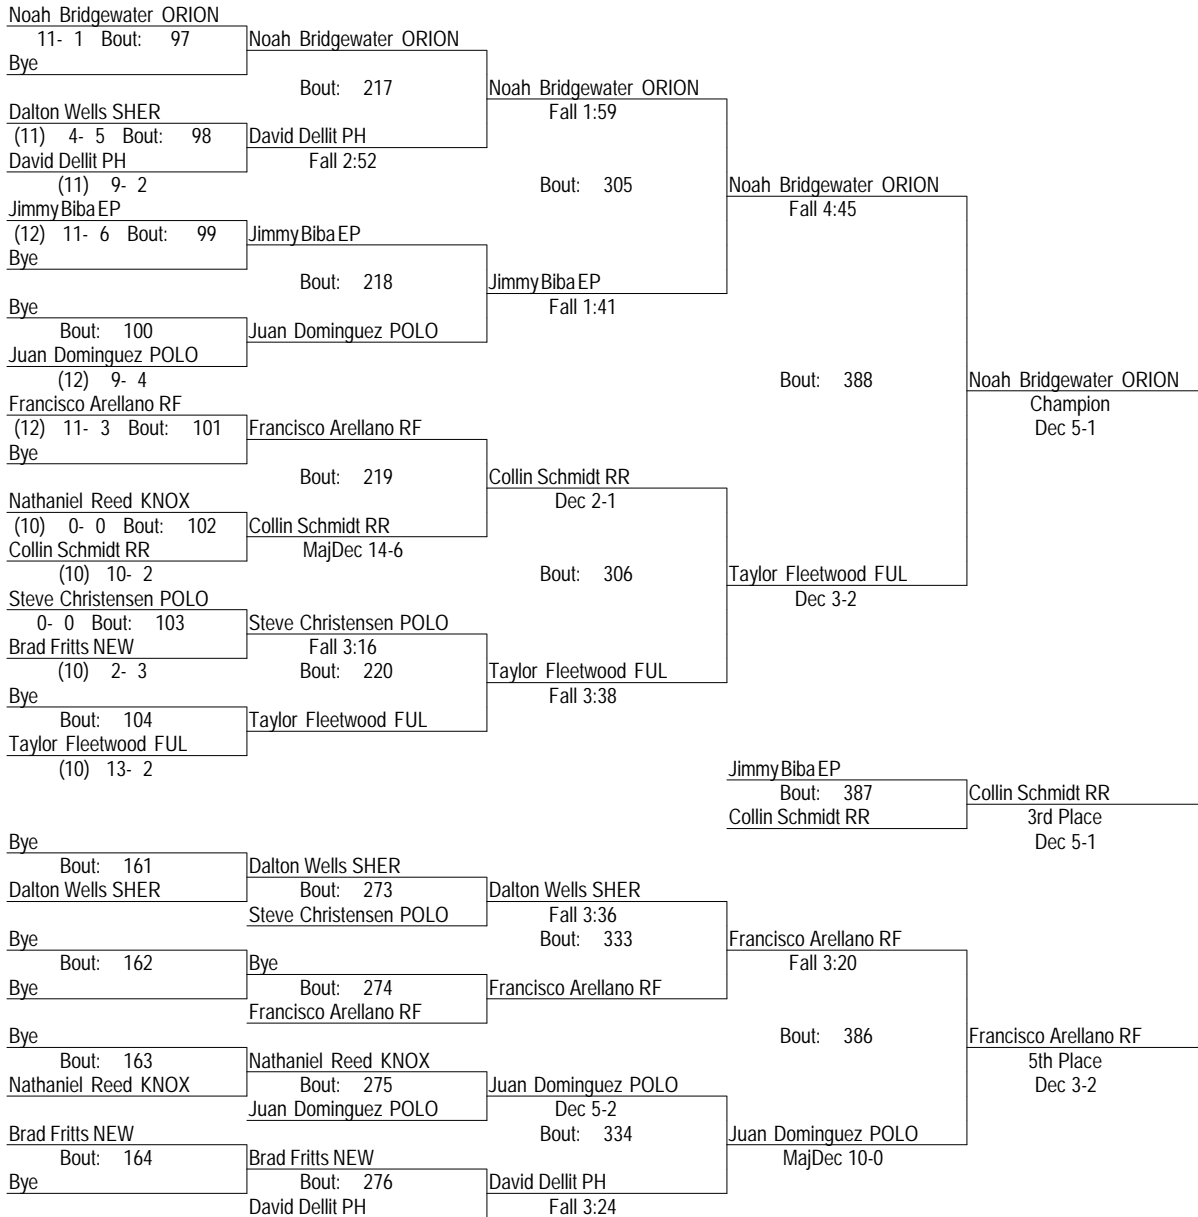 Noah Bridgewater ORION
11- 1 Bout: 97 Noah Bridgewater ORION
Bye
Bout: 217 Noah Bridgewater ORION
Dalton Wells SHER Fall 1:59
(11) 4- 5 Bout: 98 David Dellit PH
David Dellit PH Fall 2:52
(11) 9- 2 Bout: 305 Noah Bridgewater ORION
Jimmy Biba EP Fall 4:45
(12) 11- 6 Bout: 99 Jimmy Biba EP
Bye
Bout: 218 Jimmy Biba EP
Bye Fall 1:41
Bout: 100 Juan Dominguez POLO
Juan Dominguez POLO
(12) 9- 4 Bout: 388 Noah Bridgewater ORION
Francisco Arellano RF Champion
(12) 11- 3 Bout: 101 Francisco Arellano RF Dec 5-1
Bye
Bout: 219 Collin Schmidt RR
Nathaniel Reed KNOX Dec 2-1
(10) 0- 0 Bout: 102 Collin Schmidt RR
Collin Schmidt RR MajDec 14-6
(10) 10- 2 Bout: 306 Taylor Fleetwood FUL
Steve Christensen POLO Dec 3-2
0- 0 Bout: 103 Steve Christensen POLO
Brad Fritts NEW Fall 3:16
(10) 2- 3 Bout: 220 Taylor Fleetwood FUL
Bye Fall 3:38
Bout: 104 Taylor Fleetwood FUL
Taylor Fleetwood FUL
(10) 13- 2 Jimmy Biba EP
Bout: 387 Collin Schmidt RR
Collin Schmidt RR 3rd Place
Bye Dec 5-1
Bout: 161 Dalton Wells SHER
Dalton Wells SHER Bout: 273 Dalton Wells SHER
Steve Christensen POLO Fall 3:36
Bye Bout: 333 Francisco Arellano RF
Bout: 162 Bye Fall 3:20
Bye Bout: 274 Francisco Arellano RF
Francisco Arellano RF
Bye Bout: 386 Francisco Arellano RF
Bout: 163 Nathaniel Reed KNOX 5th Place
Nathaniel Reed KNOX Bout: 275 Juan Dominguez POLO Dec 3-2
Juan Dominguez POLO Dec 5-2
Brad Fritts NEW Bout: 334 Juan Dominguez POLO
Bout: 164 Brad Fritts NEW MajDec 10-0
Bye Bout: 276 David Dellit PH
David Dellit PH Fall 3:24